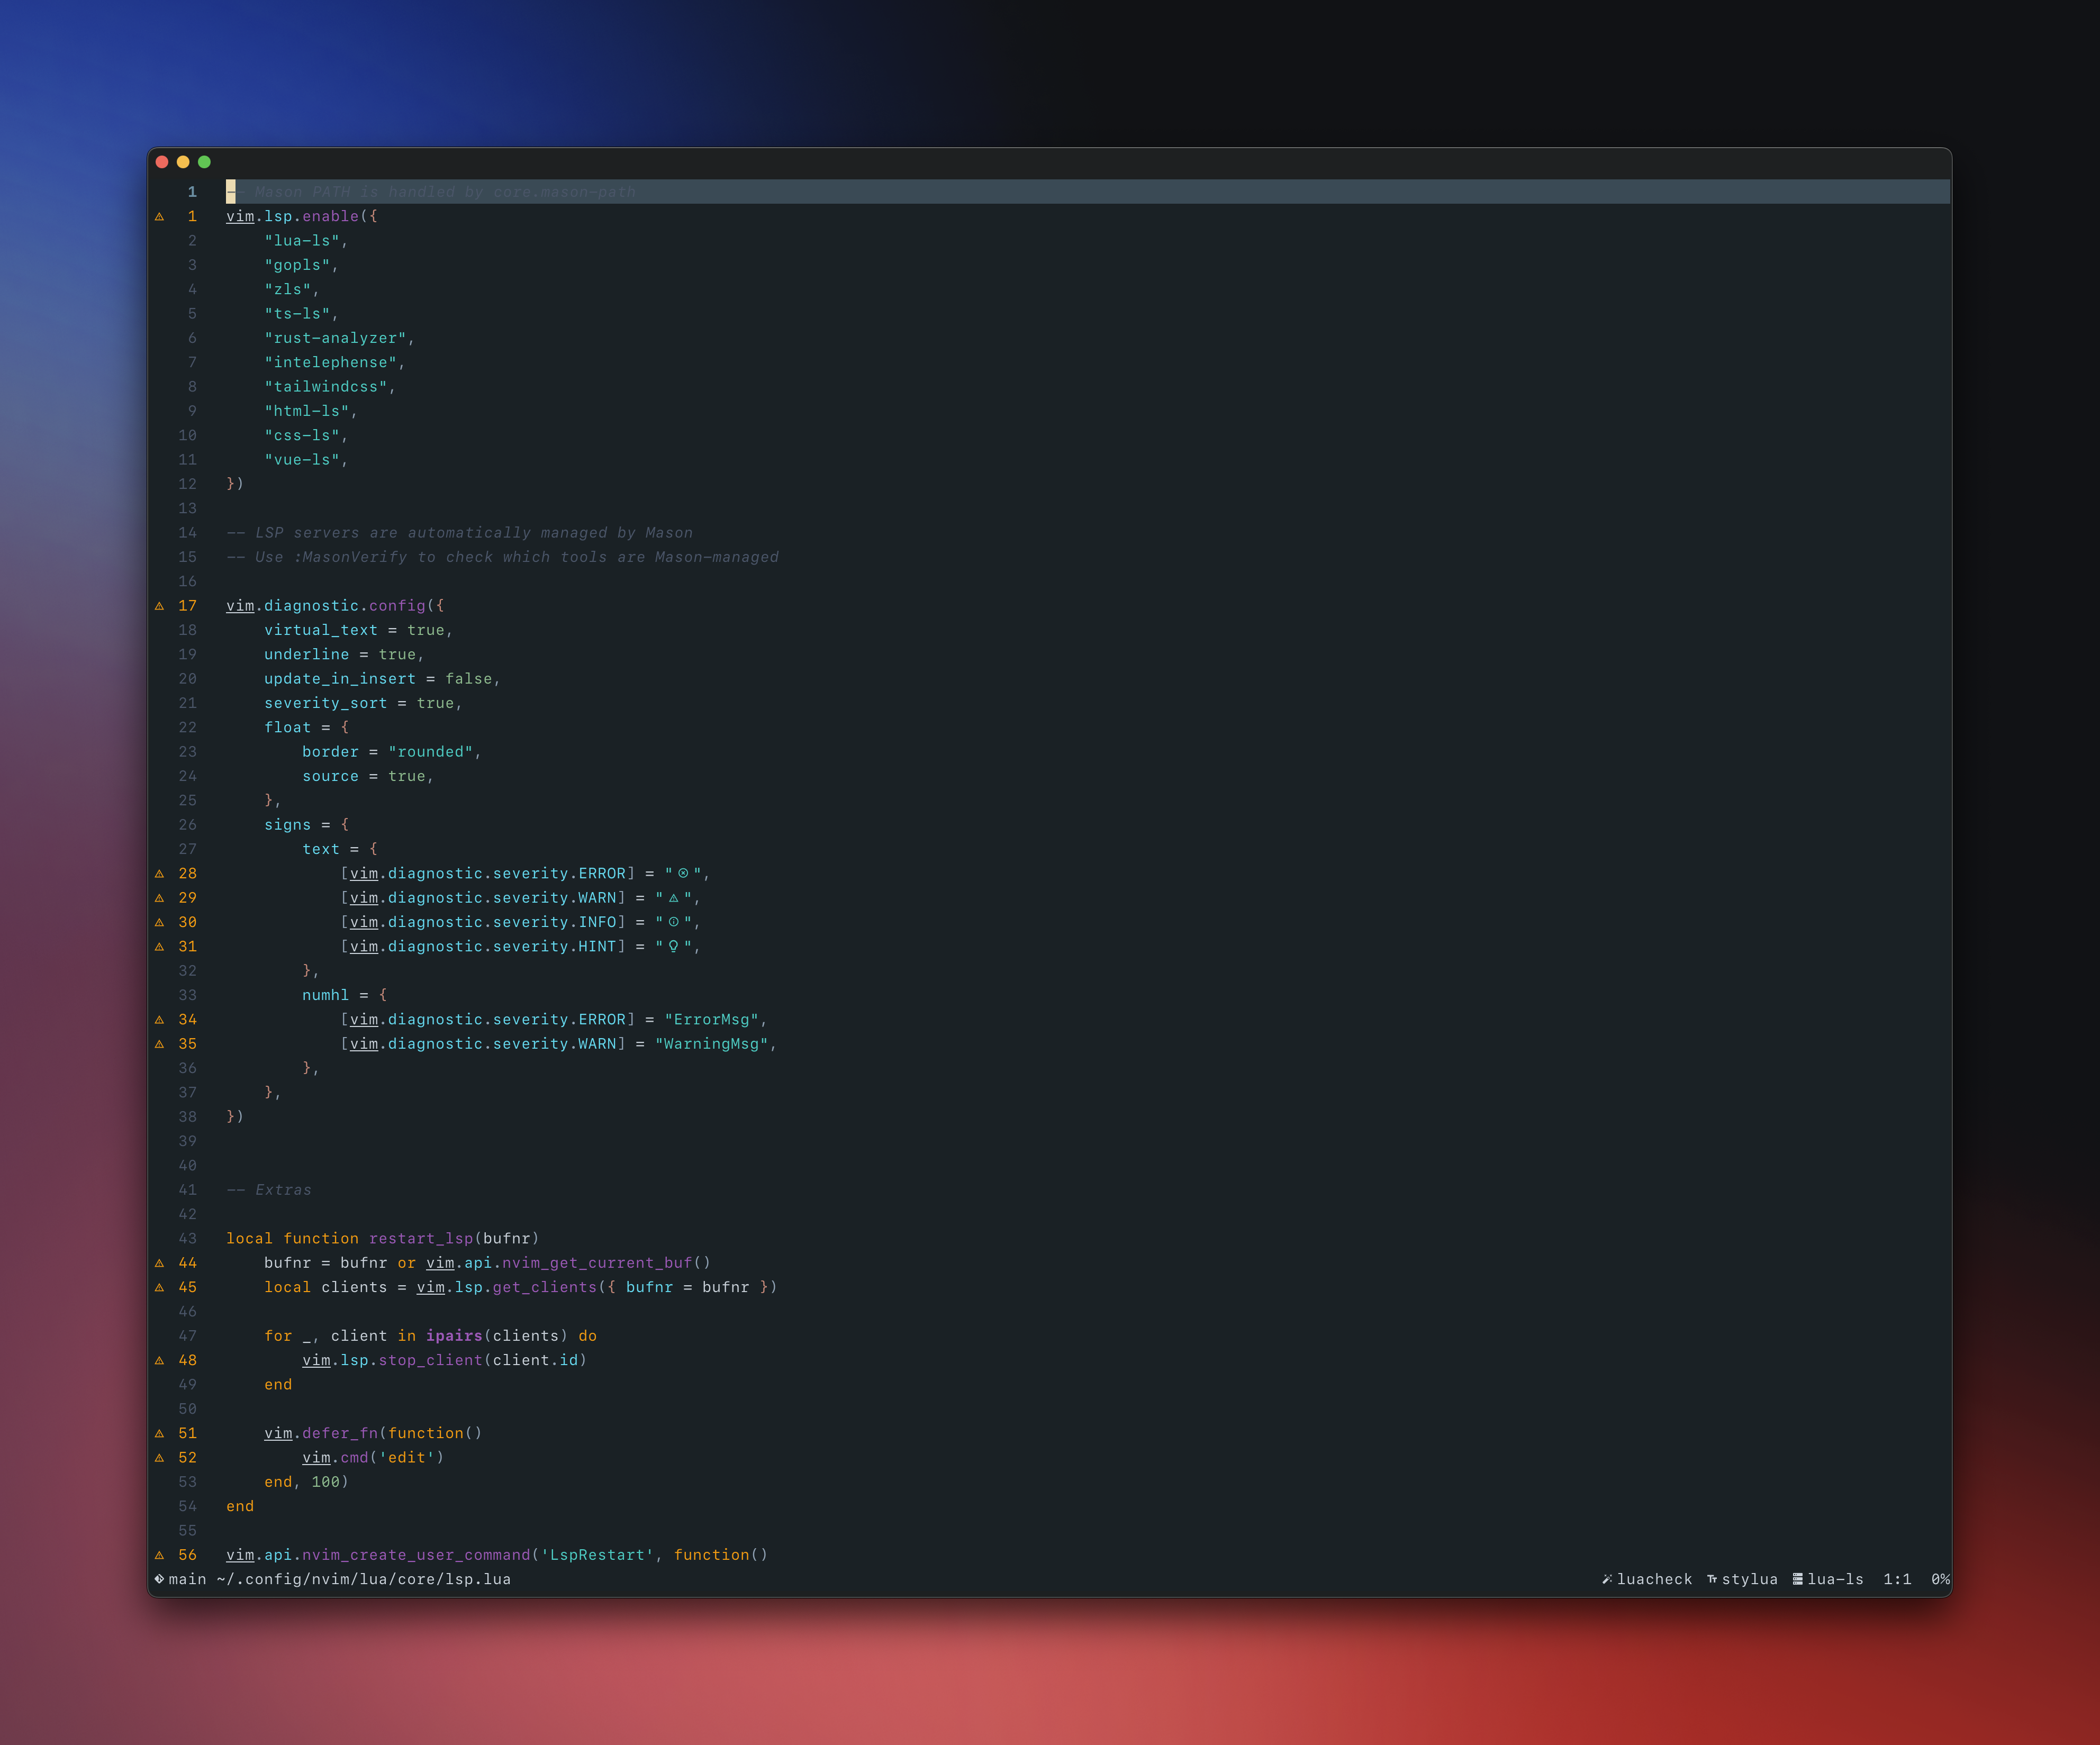 1 -- Mason PATH is handled by core.mason-path
⚠ 1 vim.lsp.enable({
2 "lua-ls",
3 "gopls",
4 "zls",
5 "ts-ls",
6 "rust-analyzer",
7 "intelephense",
8 "tailwindcss",
9 "html-ls",
10 "css-ls",
11 "vue-ls",
12 })
13
14 -- LSP servers are automatically managed by Mason
15 -- Use :MasonVerify to check which tools are Mason-managed
16
⚠ 17 vim.diagnostic.config({
18 virtual_text = true,
19 underline = true,
20 update_in_insert = false,
21 severity_sort = true,
22 float = {
23 border = "rounded",
24 source = true,
25 },
26 signs = {
27 text = {
⚠ 28 [vim.diagnostic.severity.ERROR] = "ⓧ ",
⚠ 29 [vim.diagnostic.severity.WARN] = "⚠ ",
⚠ 30 [vim.diagnostic.severity.INFO] = "ⓘ ",
⚠ 31 [vim.diagnostic.severity.HINT] = "💡 ",
32 },
33 numhl = {
⚠ 34 [vim.diagnostic.severity.ERROR] = "ErrorMsg",
⚠ 35 [vim.diagnostic.severity.WARN] = "WarningMsg",
36 },
37 },
38 })
39
40
41 -- Extras
42
43 local function restart_lsp(bufnr)
⚠ 44 bufnr = bufnr or vim.api.nvim_get_current_buf()
⚠ 45 local clients = vim.lsp.get_clients({ bufnr = bufnr })
46
47 for _, client in ipairs(clients) do
⚠ 48 vim.lsp.stop_client(client.id)
49 end
50
⚠ 51 vim.defer_fn(function()
⚠ 52 vim.cmd('edit')
53 end, 100)
54 end
55
⚠ 56 vim.api.nvim_create_user_command('LspRestart', function()
main ~/.config/nvim/lua/core/lsp.lua luacheck stylua lua-ls 1:1 0%